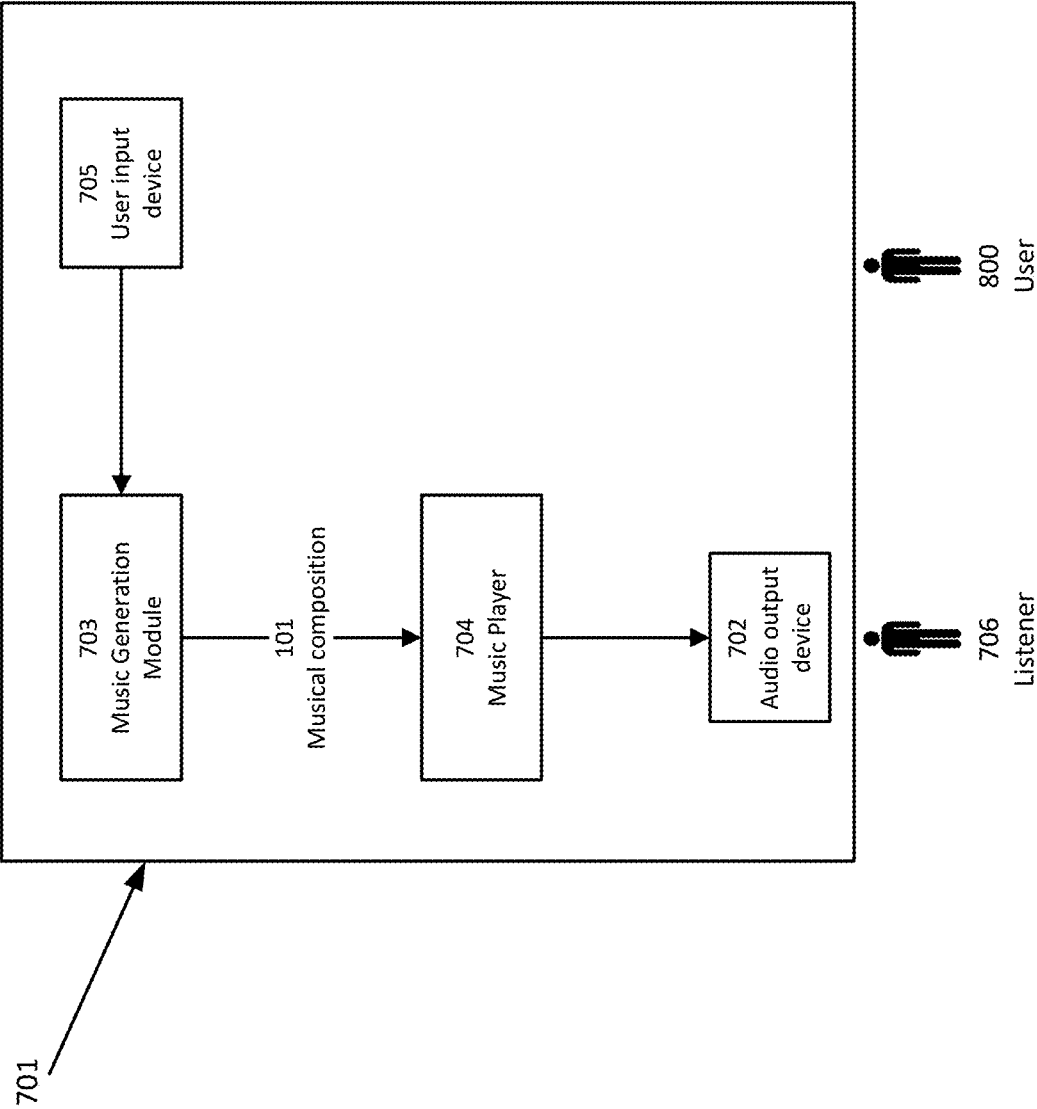 701
703
Music Generation
Module
101
Musical composition
704
Music Player
702
Audio output
device
706
Listener
705
User input
device
800
User